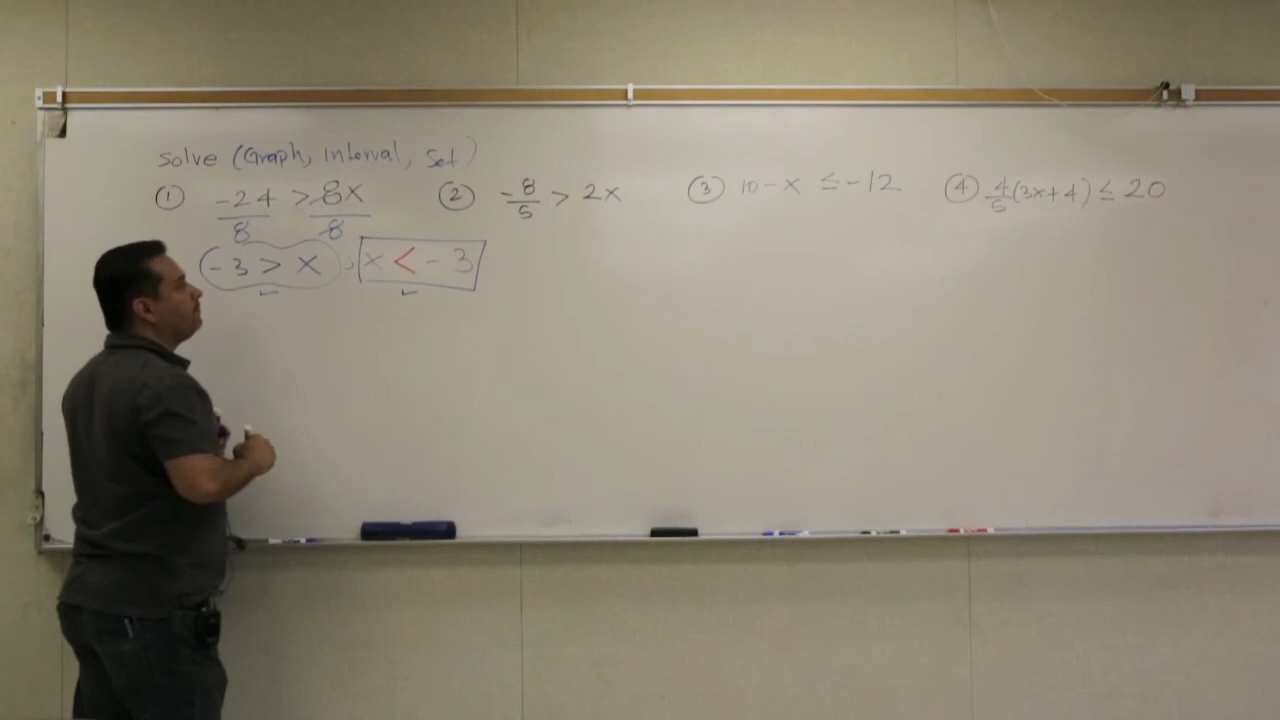 solve (Graph, interval, set)
① -24 > 8x
8 8
-3 > x ; x < -3
② -8/5 > 2x
③ 10 - x ≤ -12
④ 4/5 (3x + 4) ≤ 20